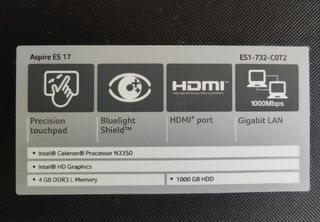 Aspire ES 17 ES1-732-C0T2
HDMI 1000Mbps
Precision touchpad
Bluelight Shield™
HDMI® port
Gigabit LAN
• Intel® Celeron® Processor N3350
• Intel® HD Graphics
• 4 GB DDR3 L Memory • 1000 GB HDD